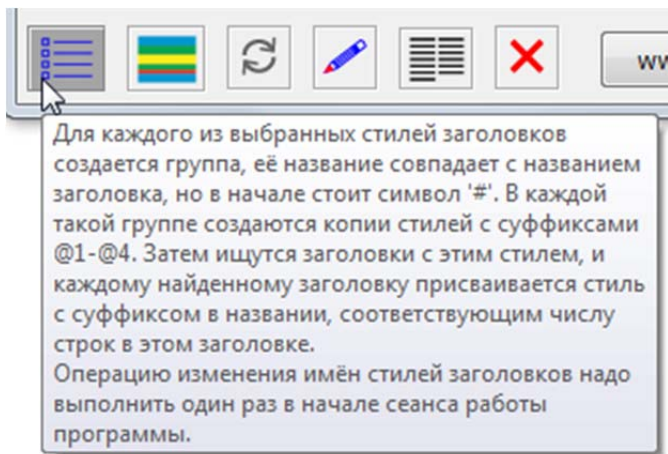 ww
Для каждого из выбранных стилей заголовков
создается группа, её название совпадает с названием
заголовка, но в начале стоит символ '#'. В каждой
такой группе создаются копии стилей с суффиксами
@1-@4. Затем ищутся заголовки с этим стилем, и
каждому найденному заголовку присваивается стиль
с суффиксом в названии, соответствующим числу
строк в этом заголовке.
Операцию изменения имён стилей заголовков надо
выполнить один раз в начале сеанса работы
программы.